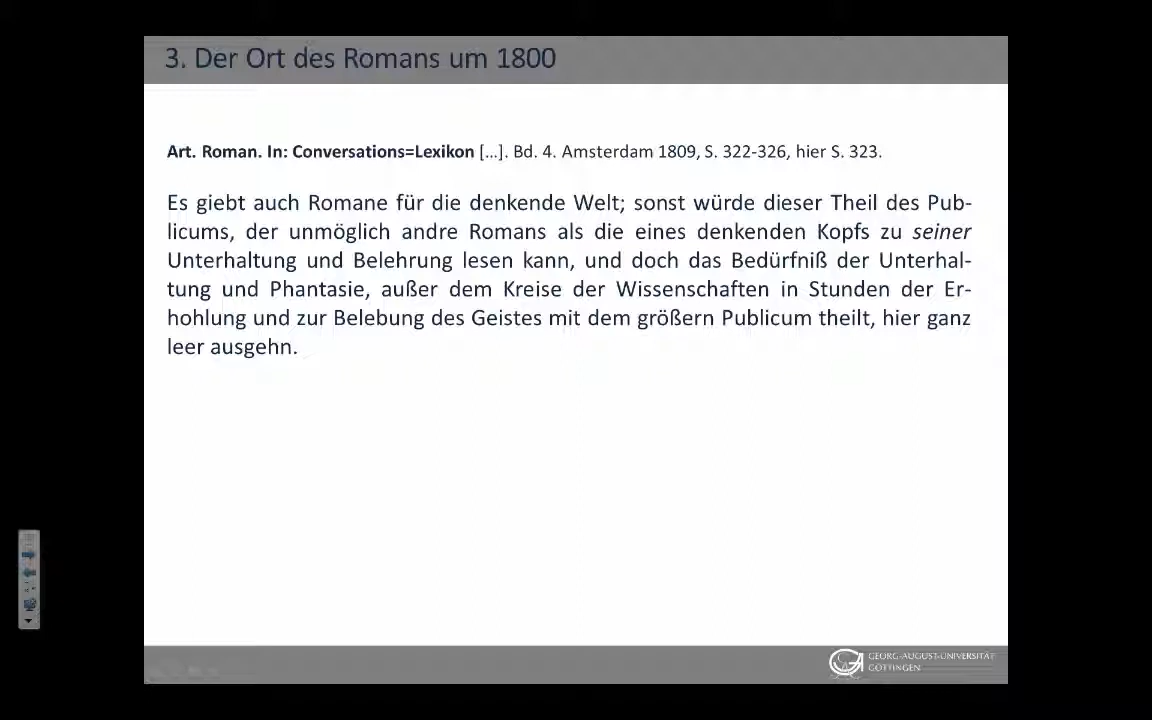 3. Der Ort des Romans um 1800
Art. Roman. In: Conversations=Lexikon [...]. Bd. 4. Amsterdam 1809, S. 322-326, hier S. 323.
Es giebt auch Romane für die denkende Welt; sonst würde dieser Theil des Pub-
licums, der unmöglich andre Romans als die eines denkenden Kopfs zu seiner
Unterhaltung und Belehrung lesen kann, und doch das Bedürfniß der Unterhal-
tung und Phantasie, außer dem Kreise der Wissenschaften in Stunden der Er-
hohlung und zur Belebung des Geistes mit dem größern Publicum theilt, hier ganz
leer ausgehn.
GEORG-AUGUST-UNIVERSITÄT
GÖTTINGEN